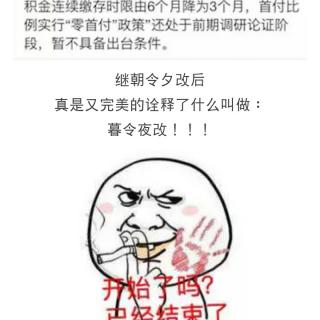 积金连续缴存时限由6个月降为3个月，首付比
例实行“零首付”政策”还处于前期调研论证阶
段，暂不具备出台条件。
继朝令夕改后
真是又完美的诠释了什么叫做：
暮令夜改！！！
开始了吗？
已经结束了